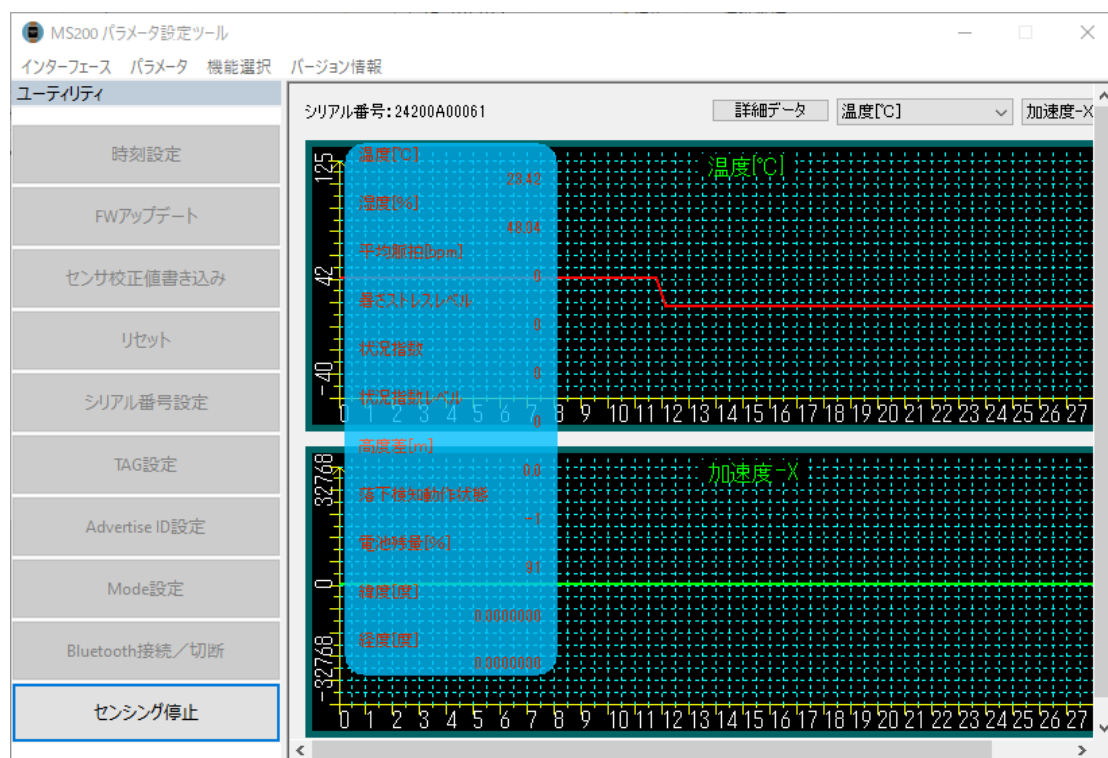 MS200 パラメータ設定ツール
インターフェース パラメータ 機能選択 バージョン情報
ユーティリティ
時刻設定
FWアップデート
センサ校正値書き込み
リセット
シリアル番号設定
TAG設定
Advertise ID設定
Mode設定
Bluetooth接続／切断
センシング停止
シリアル番号:24200A00061
詳細データ
温度[℃]
加速度-X
温度[℃]
28.42
湿度[%]
48.04
平均脈拍[bpm]
0
暑さストレスレベル
0
状況指数
0
状況指数レベル
0
高度差[m]
0.0
落下検知動作状態
-1
電池残量[%]
91
緯度[度]
0.0000000
経度[度]
0.0000000
温度[℃]
125
42
-40
0 1 2 3 4 5 6 7 8 9 10 11 12 13 14 15 16 17 18 19 20 21 22 23 24 25 26 27
加速度-X
32768
0
-32768
0 1 2 3 4 5 6 7 8 9 10 11 12 13 14 15 16 17 18 19 20 21 22 23 24 25 26 27